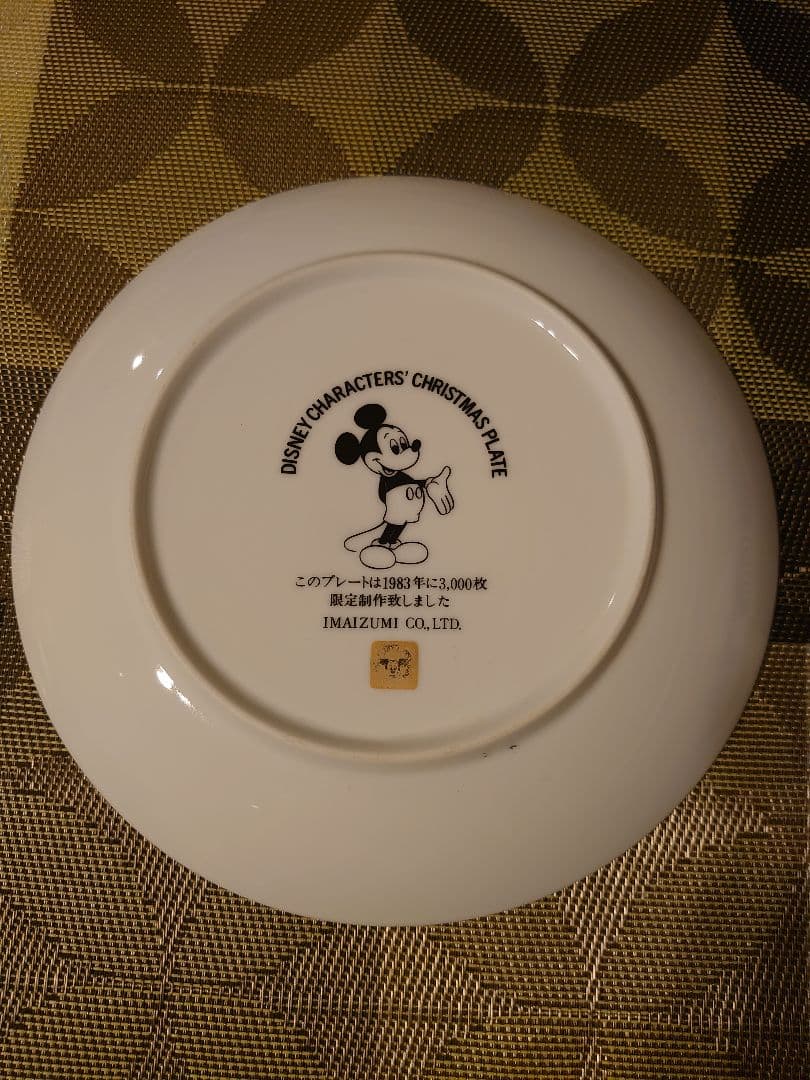 DISNEY CHARACTERS' CHRISTMAS PLATE
このプレートは1983年に3,000枚
限定制作致しました
IMAIZUMI CO.,LTD.